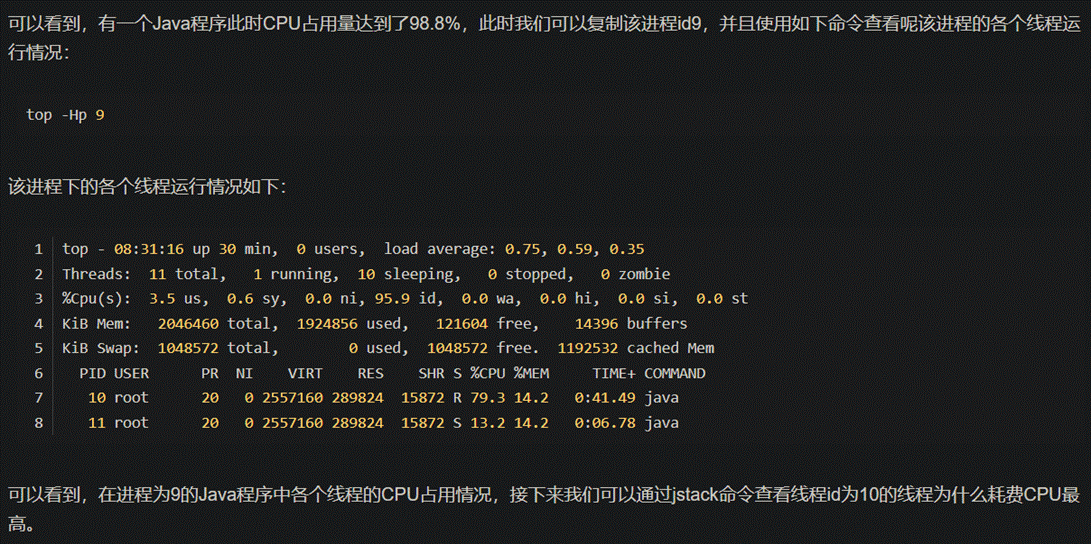 可以看到，有一个Java程序此时CPU占用量达到了98.8%，此时我们可以复制该进程id9，并且使用如下命令查看呢该进程的各个线程运
行情况：
top -Hp 9
该进程下的各个线程运行情况如下：
1 top - 08:31:16 up 30 min,  0 users,  load average: 0.75, 0.59, 0.35
2 Threads:  11 total,   1 running,  10 sleeping,   0 stopped,   0 zombie
3 %Cpu(s):  3.5 us,  0.6 sy,  0.0 ni, 95.9 id,  0.0 wa,  0.0 hi,  0.0 si,  0.0 st
4 KiB Mem:   2046460 total,  1924856 used,   121604 free,    14396 buffers
5 KiB Swap:  1048572 total,        0 used,  1048572 free.  1192532 cached Mem
6   PID USER      PR  NI    VIRT    RES    SHR S %CPU %MEM     TIME+ COMMAND
7    10 root      20   0 2557160 289824  15872 R 79.3 14.2   0:41.49 java
8    11 root      20   0 2557160 289824  15872 S 13.2 14.2   0:06.78 java
可以看到，在进程为9的Java程序中各个线程的CPU占用情况，接下来我们可以通过jstack命令查看线程id为10的线程为什么耗费CPU最
高。